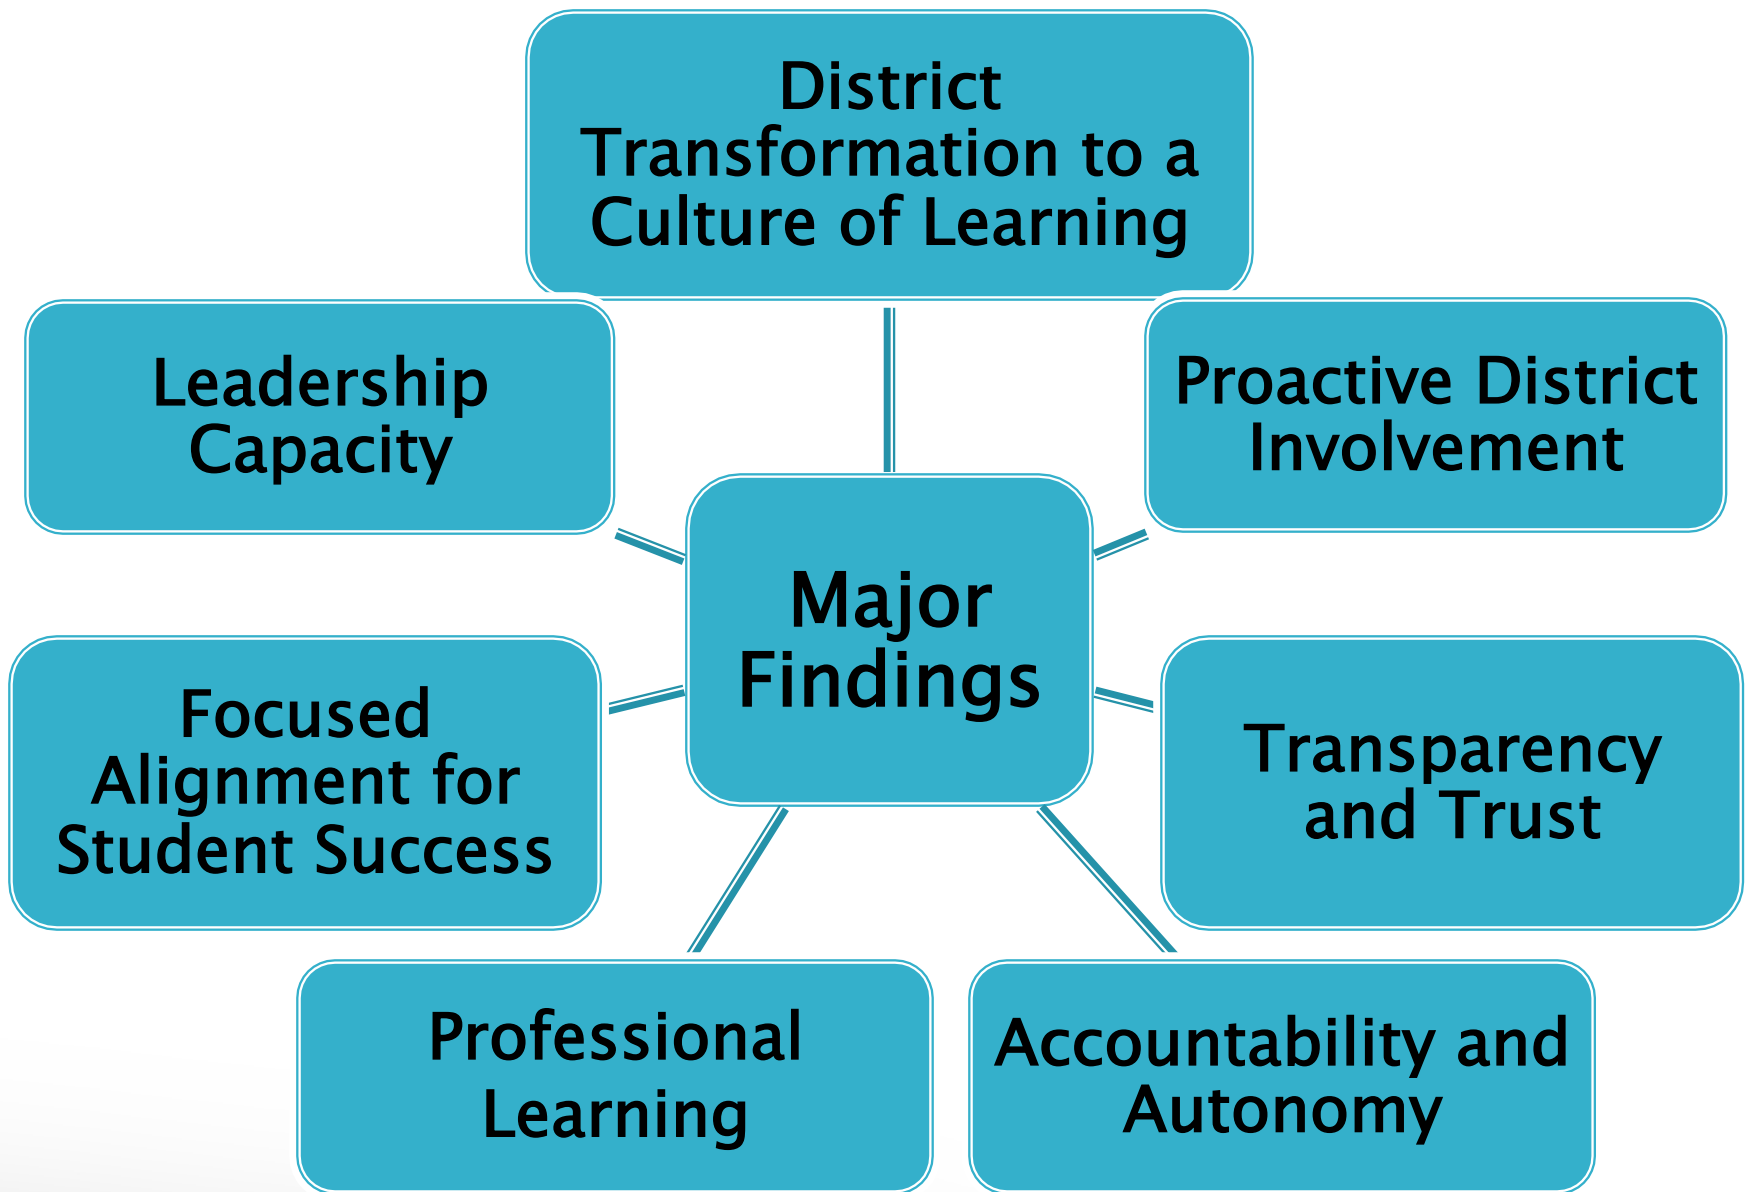 District
Transformation to a
Culture of Learning
Leadership
Capacity
Proactive District
Involvement
Major
Findings
Focused
Alignment for
Student Success
Transparency
and Trust
Professional
Learning
Accountability and
Autonomy